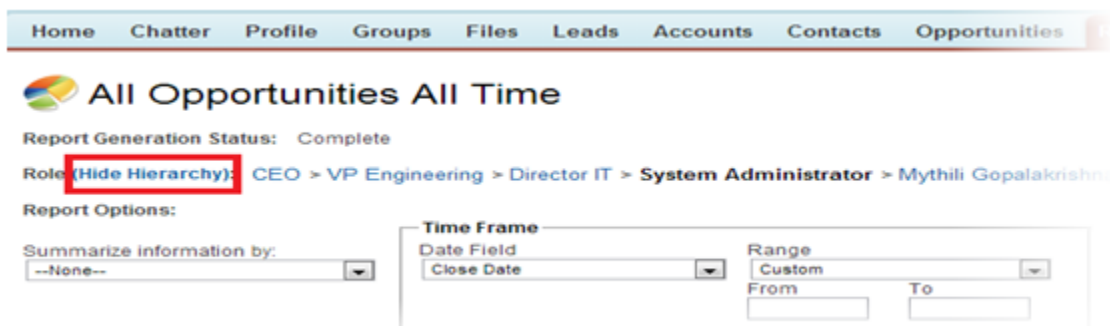 Home Chatter Profile Groups Files Leads Accounts Contacts Opportunities
All Opportunities All Time
Report Generation Status: Complete
Role (Hide Hierarchy): CEO > VP Engineering > Director IT > System Administrator > Mythili
Report Options:
Time Frame
Summarize information by: Date Field Range
--None-- Close Date Custom
From To